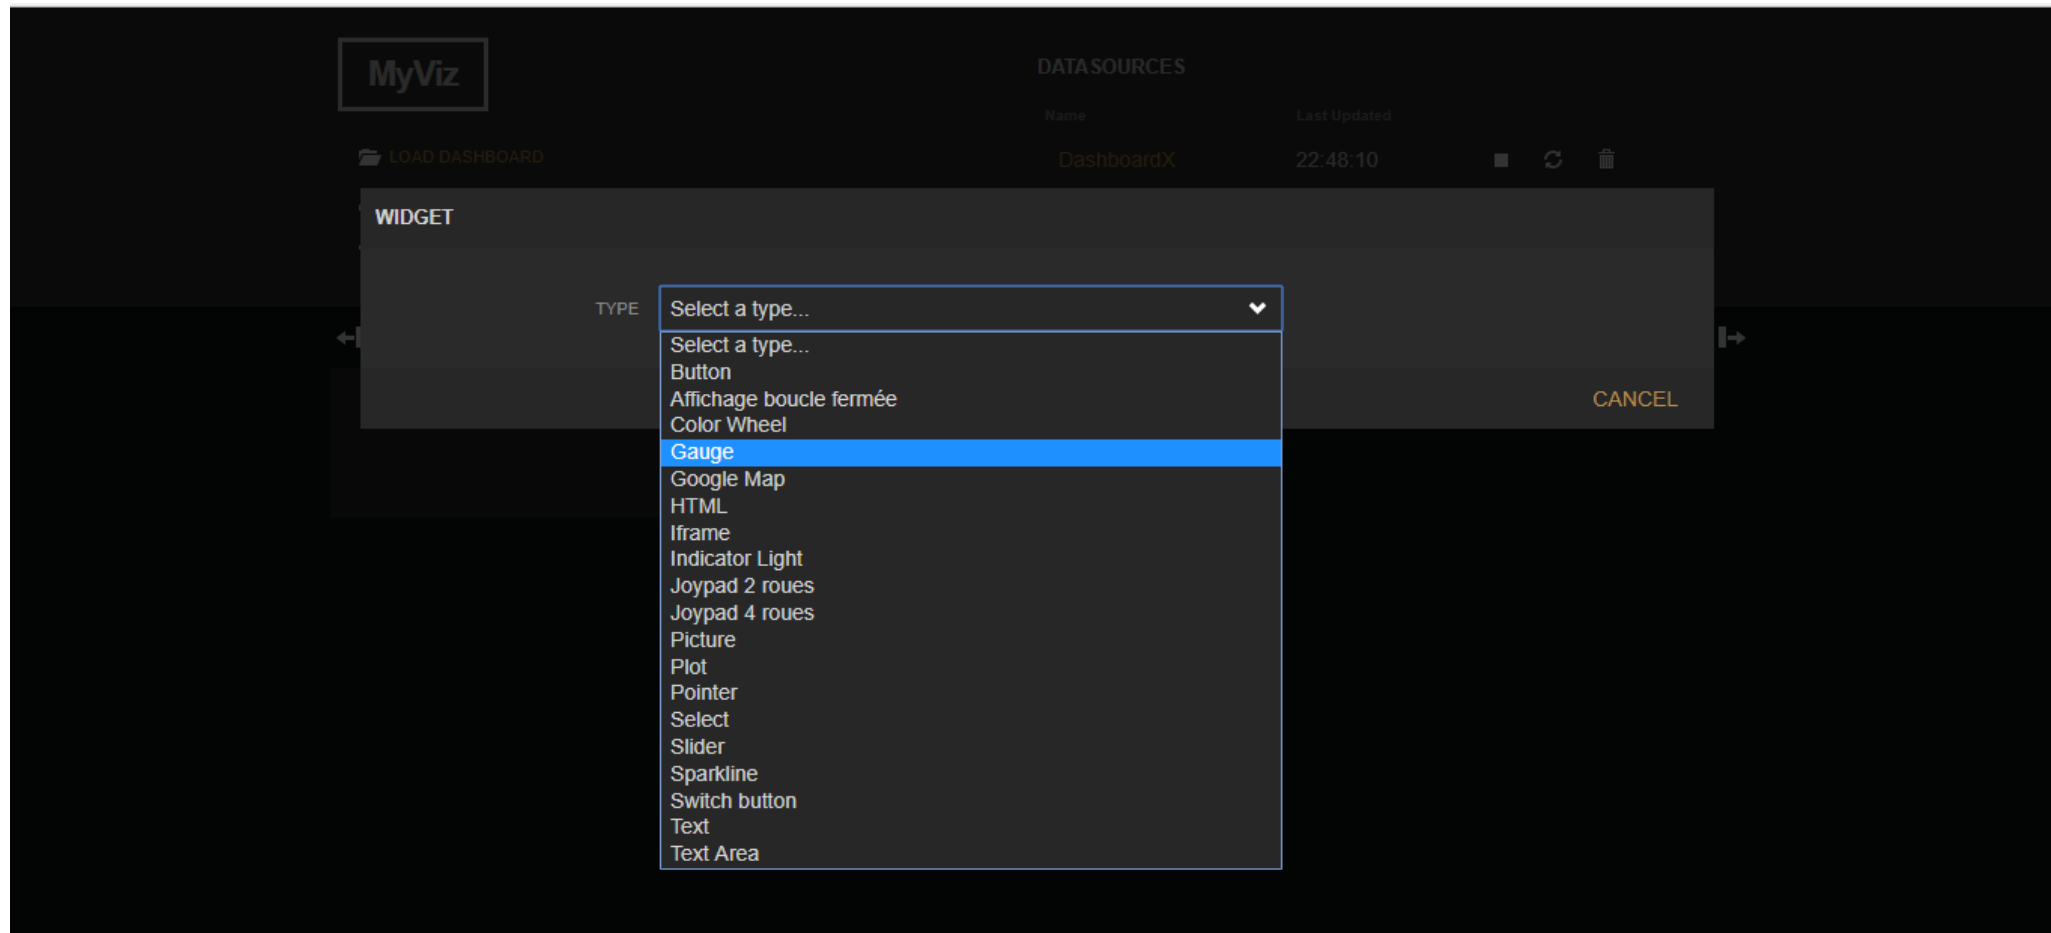 MyViz
DATASOURCES
Name Last Updated
LOAD DASHBOARD
DashboardX 22:48:10
WIDGET
TYPE Select a type...
Select a type...
Button
Affichage boucle fermée
Color Wheel
Gauge
Google Map
HTML
Iframe
Indicator Light
Joypad 2 roues
Joypad 4 roues
Picture
Plot
Pointer
Select
Slider
Sparkline
Switch button
Text
Text Area
CANCEL